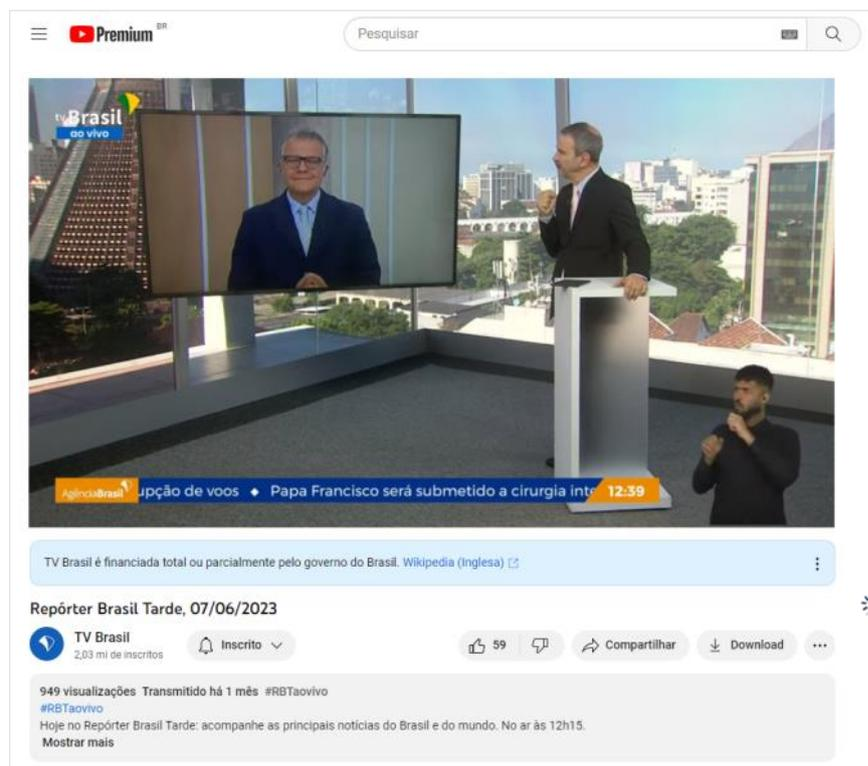 Premium BR
Pesquisar
tv Brasil
ao vivo
AgênciaBrasil upção de voos ◆ Papa Francisco será submetido a cirurgia inte 12:39
TV Brasil é financiada total ou parcialmente pelo governo do Brasil. Wikipedia (Inglesa)
Repórter Brasil Tarde, 07/06/2023
TV Brasil
2,03 mi de inscritos
Inscrito
59
Compartilhar
Download
949 visualizações Transmitido há 1 mês #RBTaovivo
#RBTaovivo
Hoje no Repórter Brasil Tarde: acompanhe as principais notícias do Brasil e do mundo. No ar às 12h15.
Mostrar mais